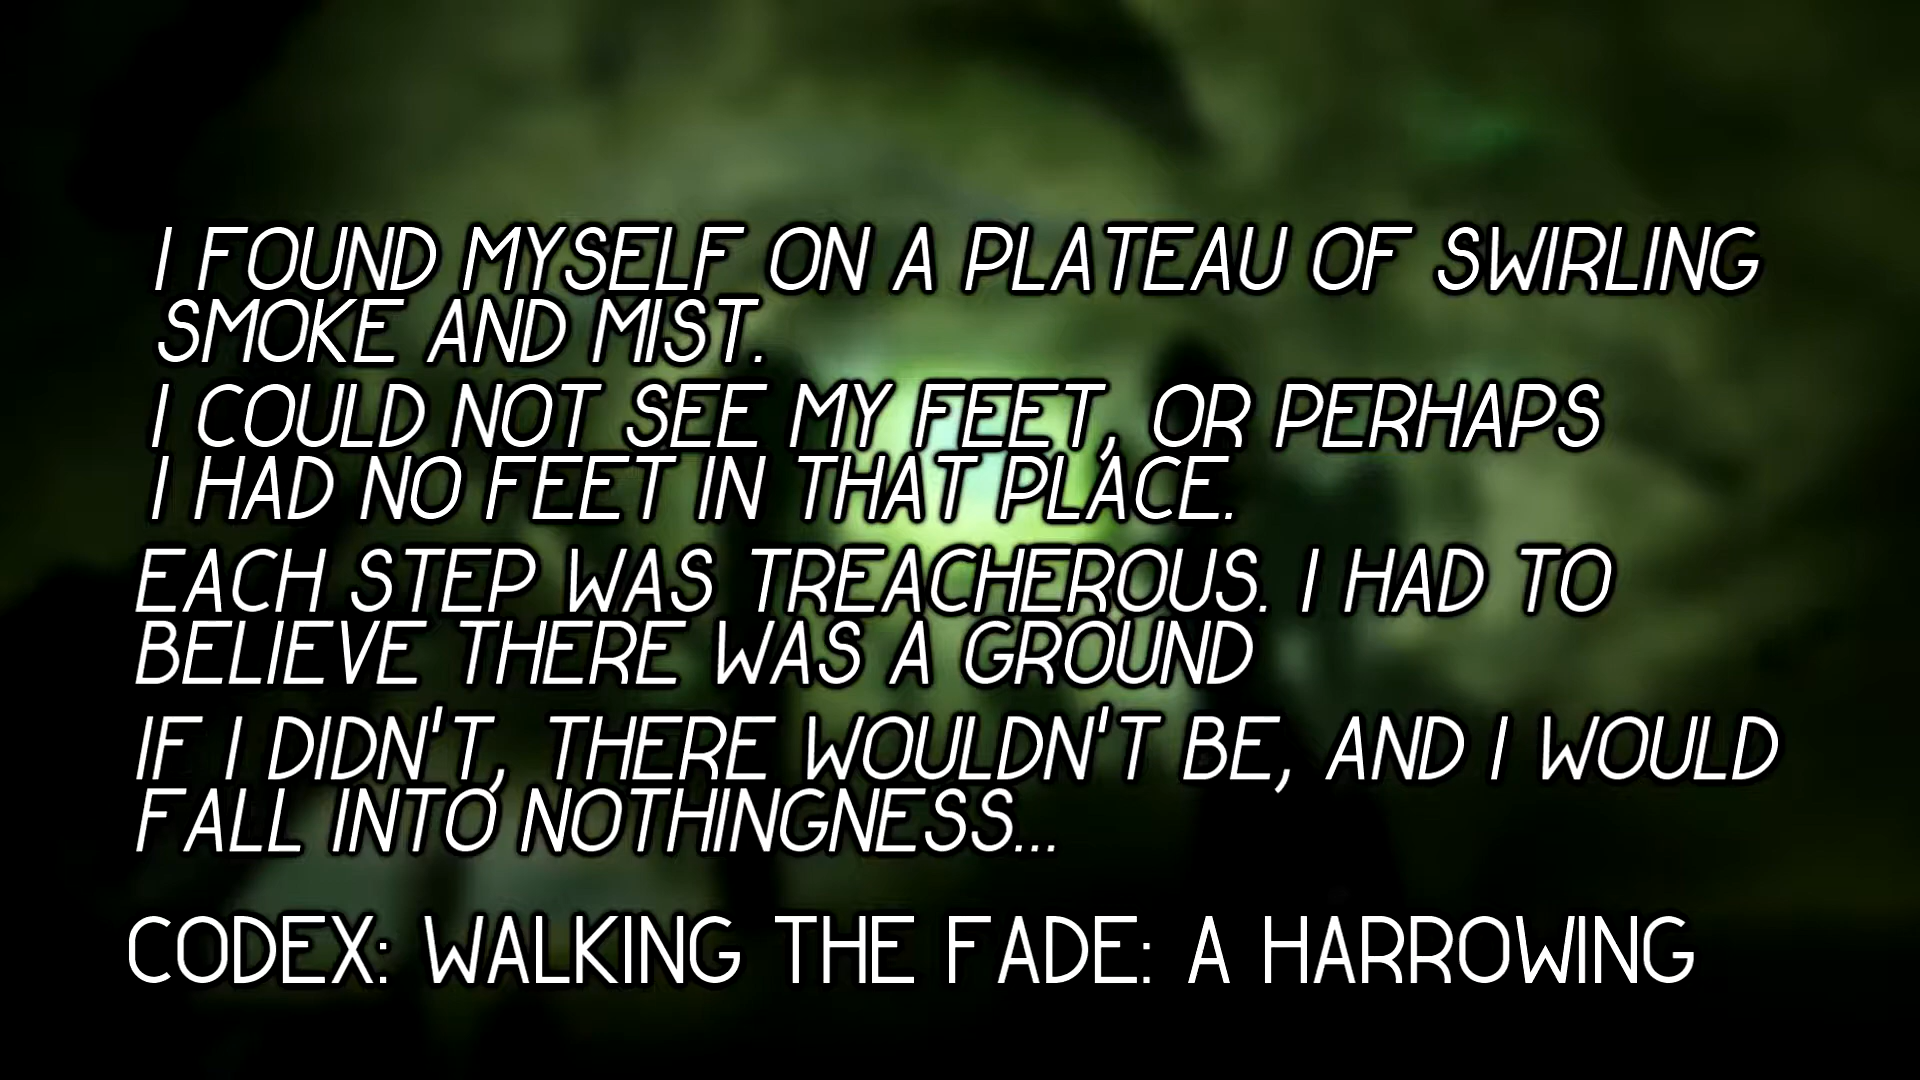 I FOUND MYSELF ON A PLATEAU OF SWIRLING
SMOKE AND MIST.
I COULD NOT SEE MY FEET, OR PERHAPS
I HAD NO FEET IN THAT PLACE.
EACH STEP WAS TREACHEROUS. I HAD TO
BELIEVE THERE WAS A GROUND
IF I DIDN'T, THERE WOULDN'T BE, AND I WOULD
FALL INTO NOTHINGNESS...
CODEX: WALKING THE FADE: A HARROWING